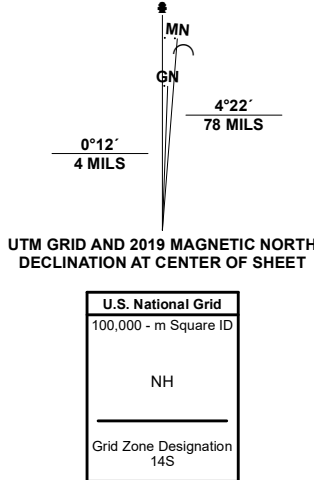 MN
GN
4°22´
78 MILS
0°12´
4 MILS
UTM GRID AND 2019 MAGNETIC NORTH
DECLINATION AT CENTER OF SHEET
U.S. National Grid
100,000 - m Square ID
NH
Grid Zone Designation
14S